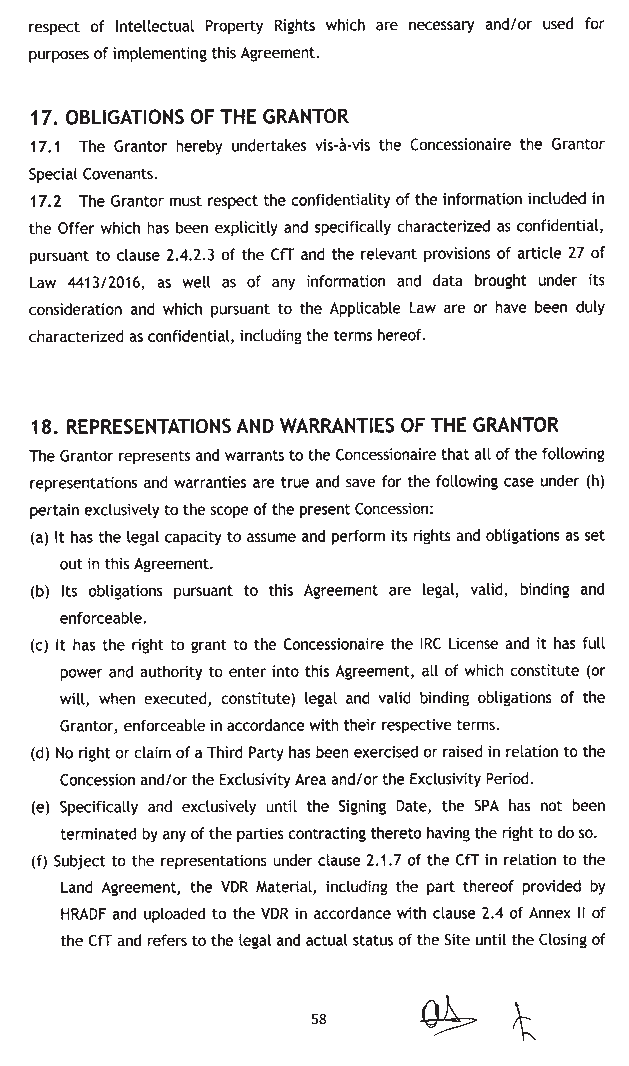 respect of Intellectual Property Rights which are necessary and/or used for
purposes of implementing this Agreement.
17. OBLIGATIONS OF THE GRANTOR
17.1 The Grantor hereby undertakes vis-à-vis the Concessionaire the Grantor
Special Covenants.
17.2 The Grantor must respect the confidentiality of the information included in
the Offer which has been explicitly and specifically characterized as confidential,
pursuant to clause 2.4.2.3 of the CfT and the relevant provisions of article 27 of
Law 4413/2016, as well as of any information and data brought under its
consideration and which pursuant to the Applicable Law are or have been duly
characterized as confidential, including the terms hereof.
18. REPRESENTATIONS AND WARRANTIES OF THE GRANTOR
The Grantor represents and warrants to the Concessionaire that all of the following
representations and warranties are true and save for the following case under (h)
pertain exclusively to the scope of the present Concession:
(a) It has the legal capacity to assume and perform its rights and obligations as set
out in this Agreement.
(b) Its obligations pursuant to this Agreement are legal, valid, binding and
enforceable.
(c) It has the right to grant to the Concessionaire the IRC License and it has full
power and authority to enter into this Agreement, all of which constitute (or
will, when executed, constitute) legal and valid binding obligations of the
Grantor, enforceable in accordance with their respective terms.
(d) No right or claim of a Third Party has been exercised or raised in relation to the
Concession and/or the Exclusivity Area and/or the Exclusivity Period.
(e) Specifically and exclusively until the Signing Date, the SPA has not been
terminated by any of the parties contracting thereto having the right to do so.
(f) Subject to the representations under clause 2.1.7 of the CfT in relation to the
Land Agreement, the VDR Material, including the part thereof provided by
HRADF and uploaded to the VDR in accordance with clause 2.4 of Annex II of
the CfT and refers to the legal and actual status of the Site until the Closing of
58